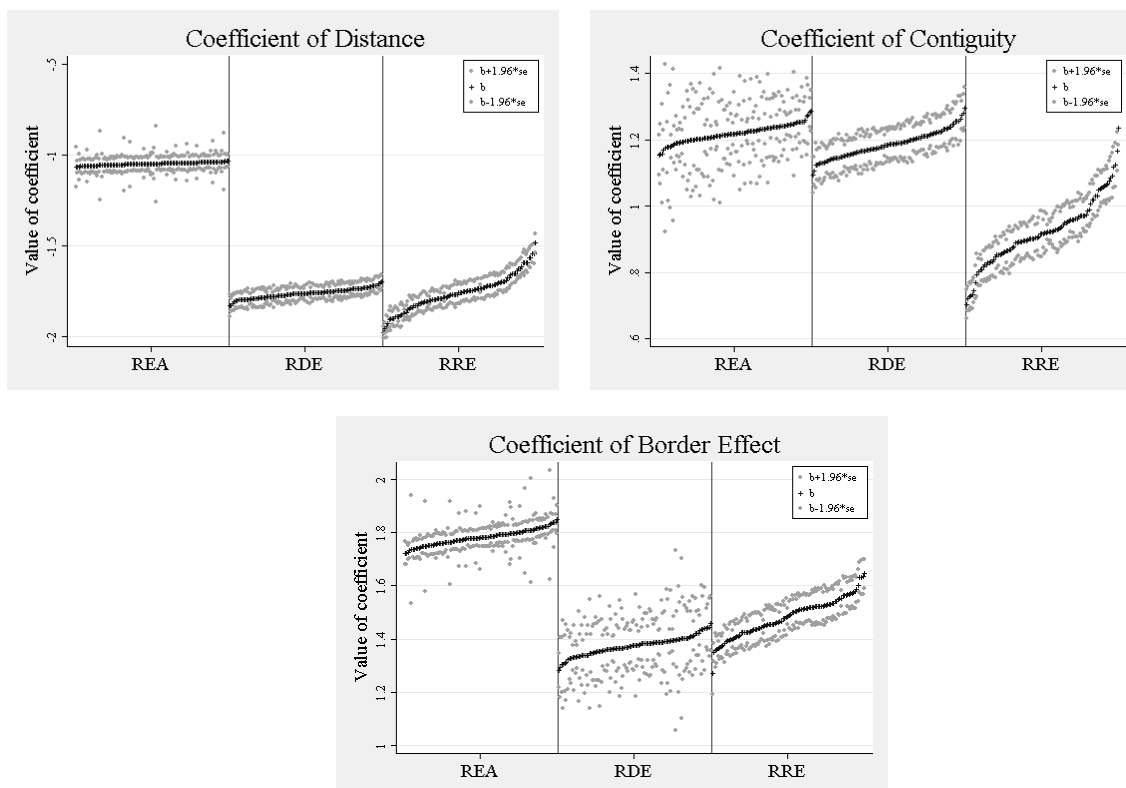 Coefficient of Distance
b+1.96*se
b
b-1.96*se
Value of coefficient
-.5
-1
-1.5
-2
REA RDE RRE
Coefficient of Contiguity
b+1.96*se
b
b-1.96*se
Value of coefficient
1.4
1.2
1
.8
.6
REA RDE RRE
Coefficient of Border Effect
b+1.96*se
b
b-1.96*se
Value of coefficient
2
1.8
1.6
1.4
1.2
1
REA RDE RRE